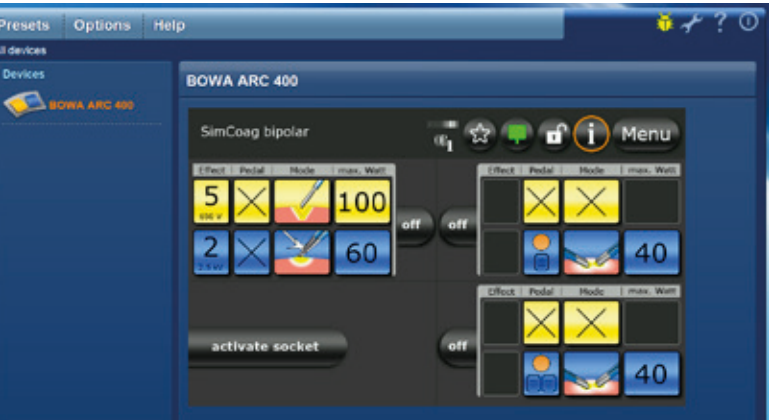 Presets Options Help ?
All devices
Devices
BOWA ARC 400
BOWA ARC 400
SimCoag bipolar
1 i Menu
Effect Pedal Mode max. Watt
5 100
60
2
off
Effect Pedal Mode max. Watt
off
40
activate socket
Effect Pedal Mode max. Watt
off
40